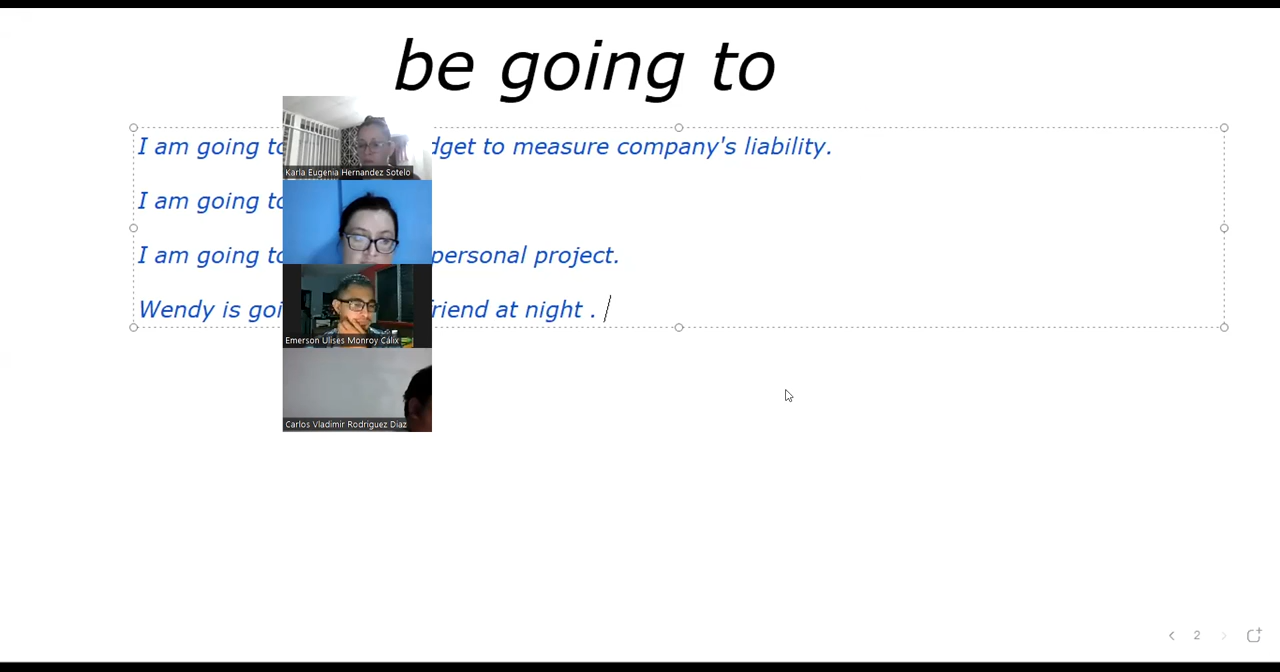 be going to
I am going to dget to measure company's liability.
Karla Eugenia Hernandez Sotelo
I am going to
I am going to personal project.
Wendy is goi riend at night .
Emerson Ulises Monroy Cálix
Carlos Vladimir Rodriguez Diaz
2